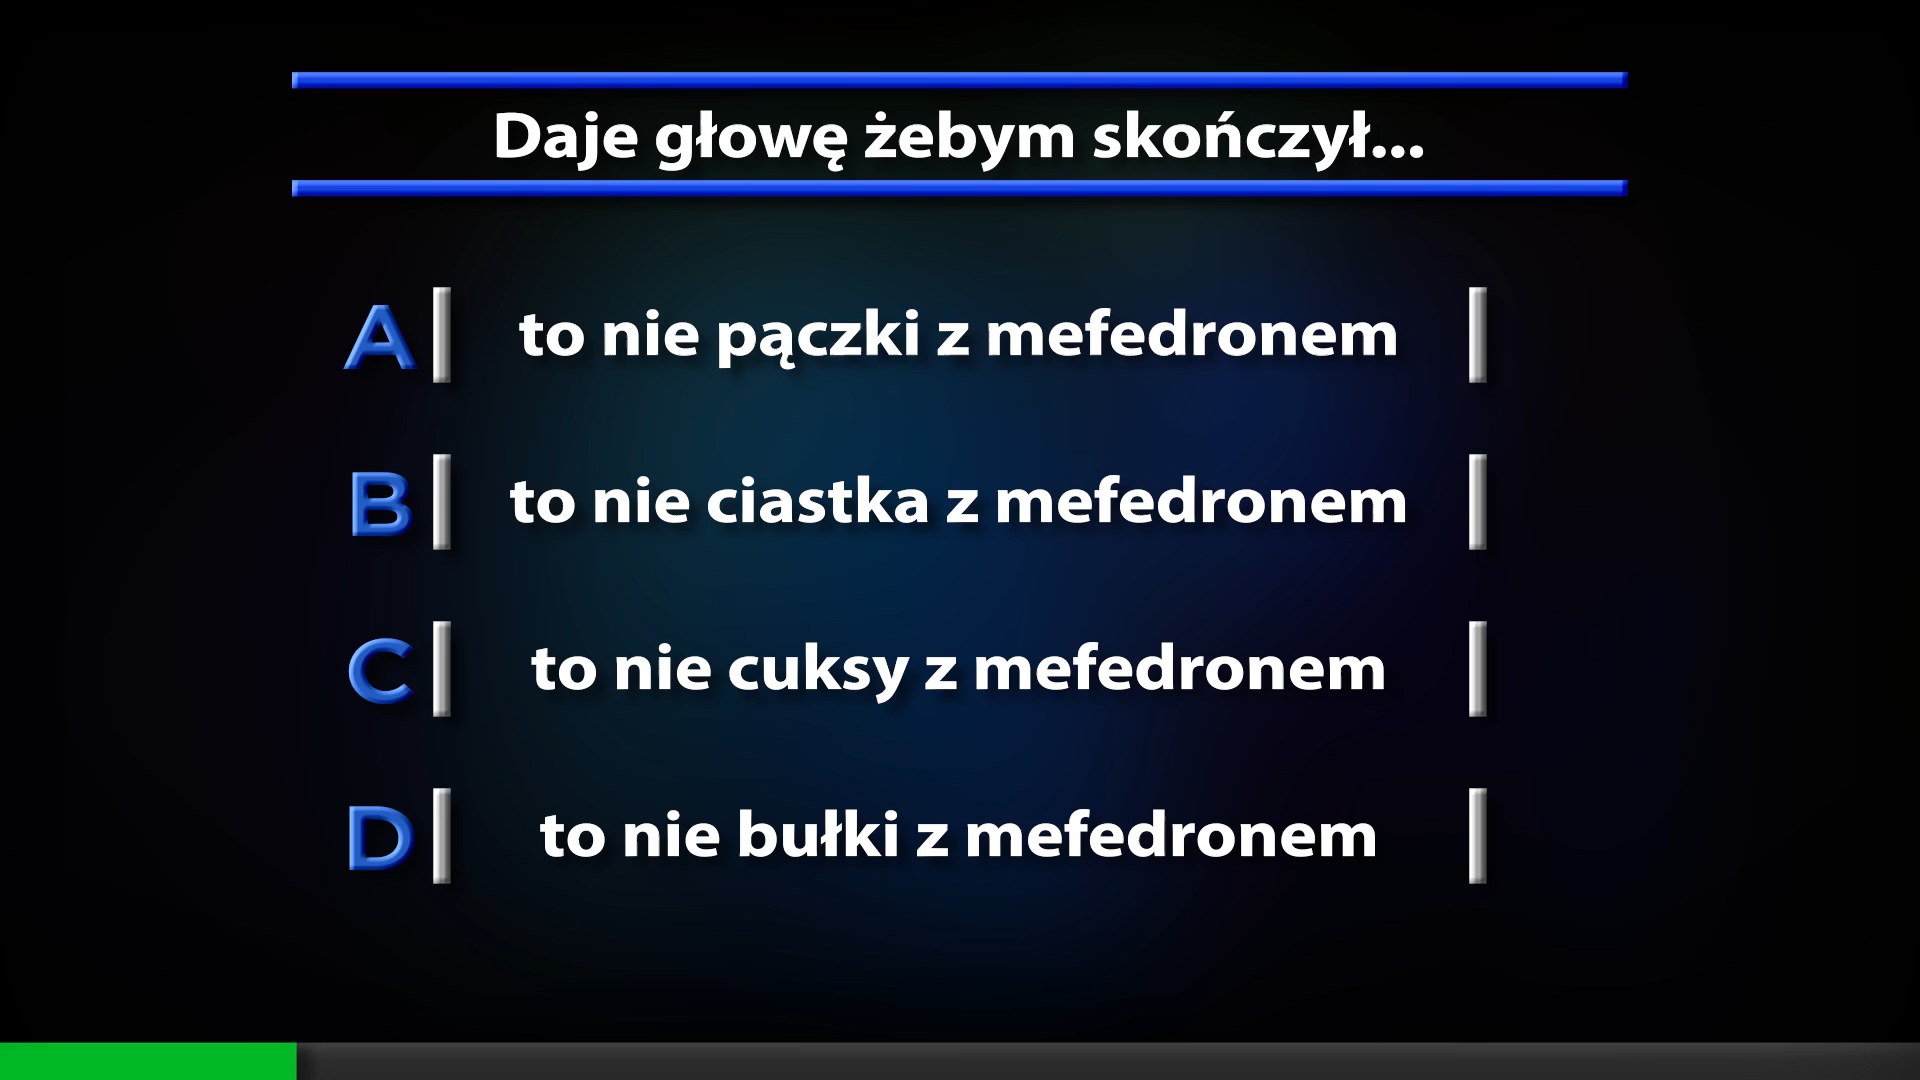 Daje głowę żebym skończył...
A to nie pączki z mefedronem
B to nie ciastka z mefedronem
C to nie cuksy z mefedronem
D to nie bułki z mefedronem